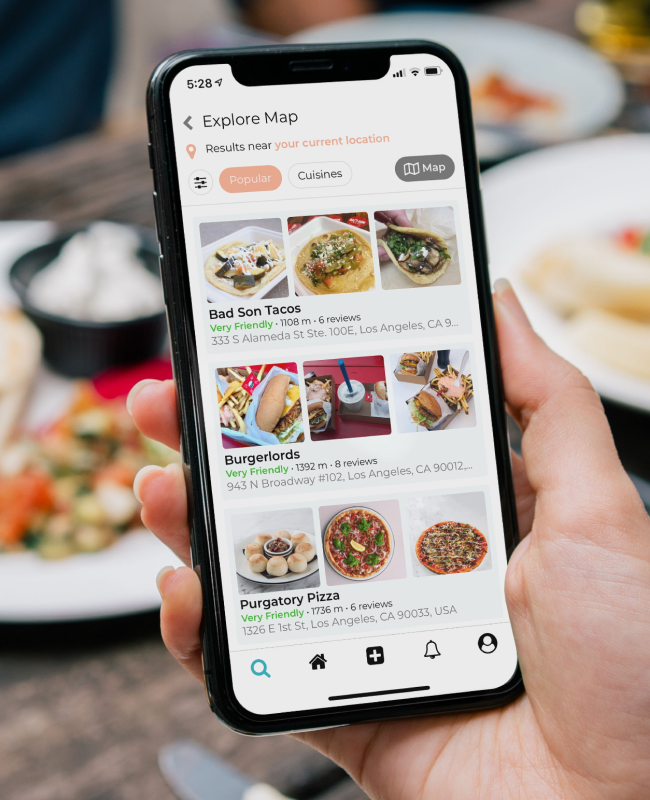 5:28
Explore Map
Results near your current location
Popular
Cuisines
Map
Bad Son Tacos
Very Friendly • 1108 m • 6 reviews
333 S Alameda St Ste. 100E, Los Angeles, CA 9...
Burgerlords
Very Friendly • 1392 m • 8 reviews
943 N Broadway #102, Los Angeles, CA 90012,...
Purgatory Pizza
Very Friendly • 1736 m • 6 reviews
1326 E 1st St, Los Angeles, CA 90033, USA